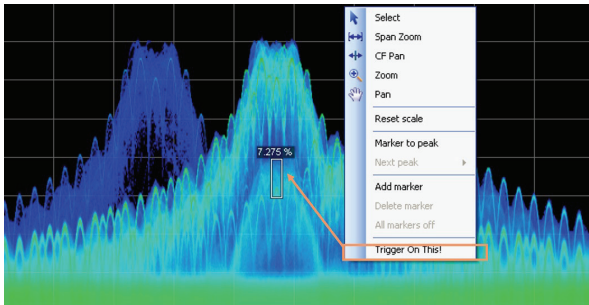 Select
Span Zoom
CF Pan
Zoom
Pan
Reset scale
Marker to peak
Next peak
Add marker
Delete marker
All markers off
Trigger On This!
7.275 %